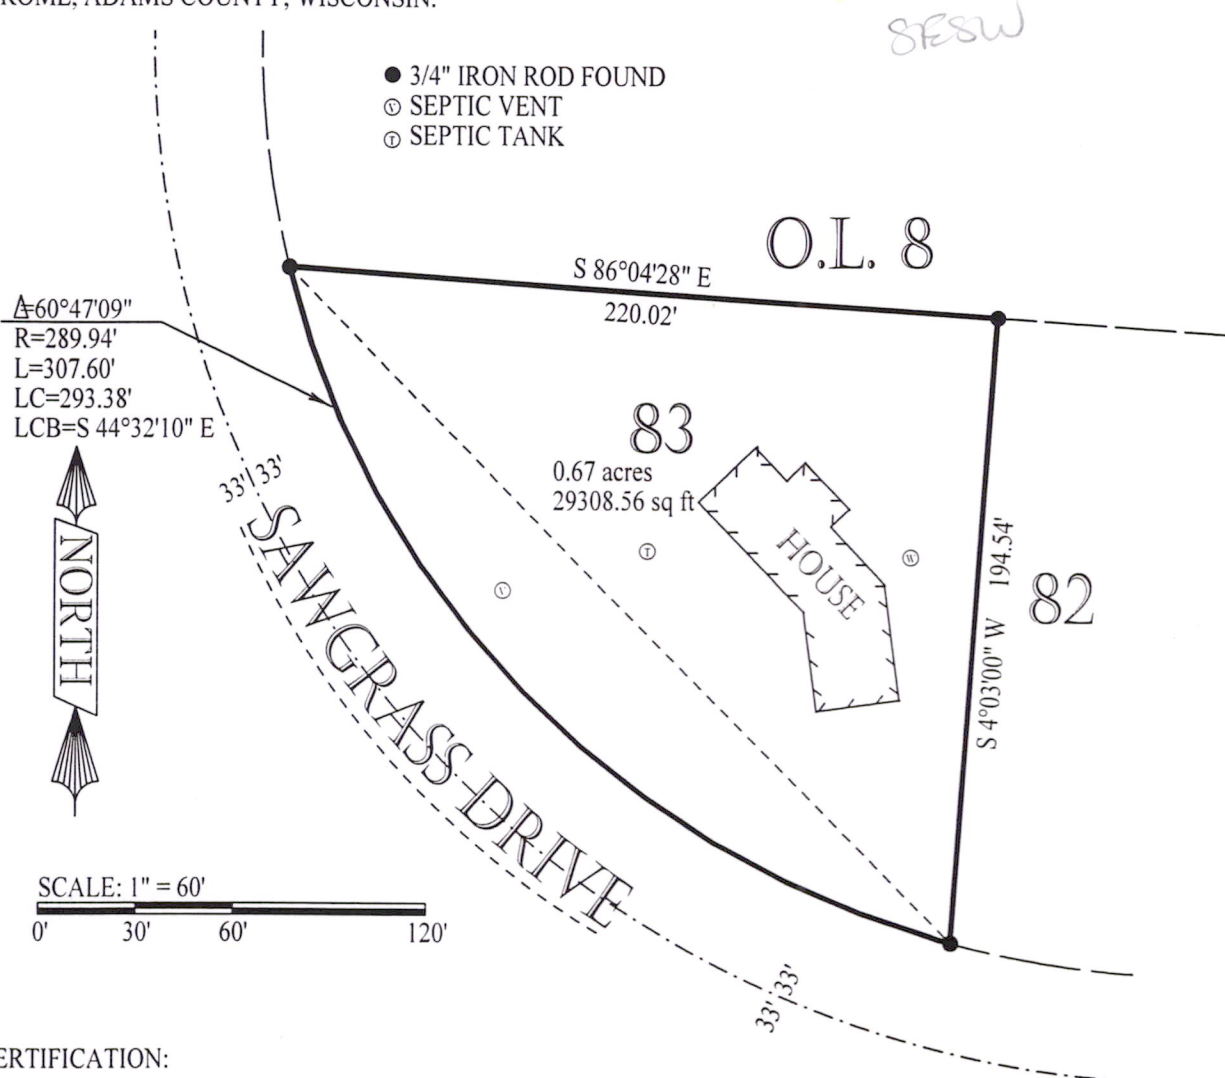 ROME, ADAMS COUNTY, WISCONSIN.
SESW
3/4" IRON ROD FOUND
Ⓥ SEPTIC VENT
Ⓣ SEPTIC TANK
O.L. 8
S 86°04'28" E
220.02'
Δ=60°47'09"
R=289.94'
L=307.60'
LC=293.38'
LCB=S 44°32'10" E
83
0.67 acres
29308.56 sq ft
33' 33'
SAWGRASS DRIVE
NORTH
Ⓣ
Ⓥ
HOUSE
Ⓦ
S 4°03'00" W 194.54'
82
SCALE: 1" = 60'
0' 30' 60' 120'
33' 33'
ERTIFICATION: